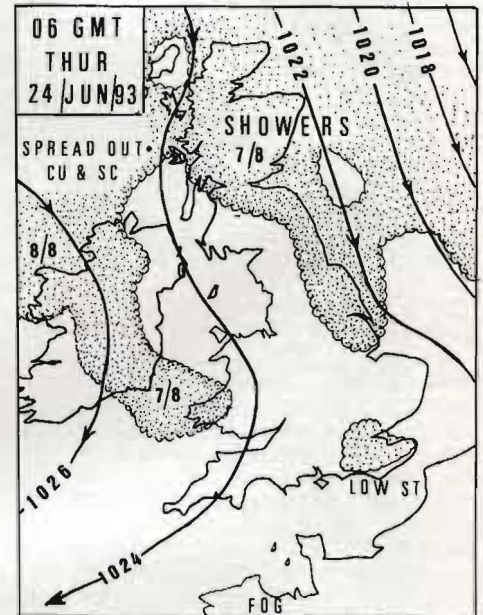 06 GMT
THUR
24/JUN/93
1022
1020
1018
SHOWERS
7/8
SPREAD OUT
CU & SC
8/8
7/8
1026
LOW ST
1024
FOG